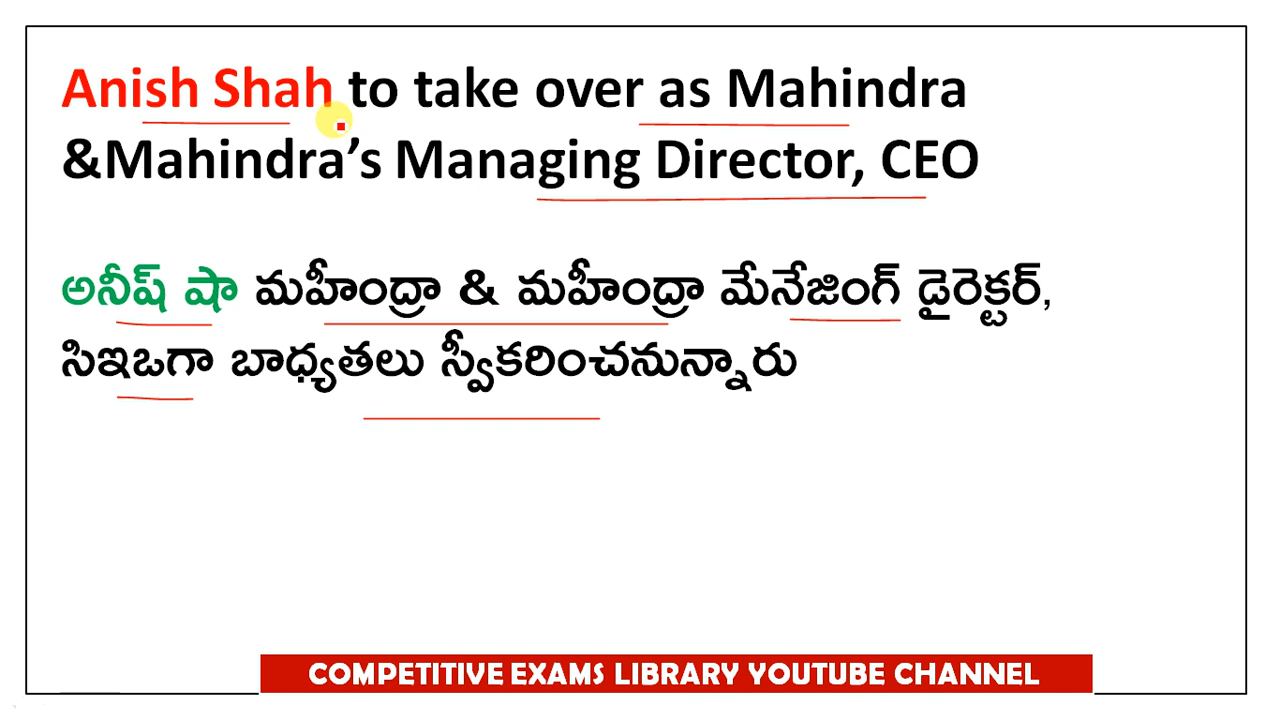 Anish Shah to take over as Mahindra
&Mahindra’s Managing Director, CEO
అనీష్ షా మహీంద్రా & మహీంద్రా మేనేజింగ్ డైరెక్టర్,
సిఇఒగా బాధ్యతలు స్వీకరించనున్నారు
COMPETITIVE EXAMS LIBRARY YOUTUBE CHANNEL